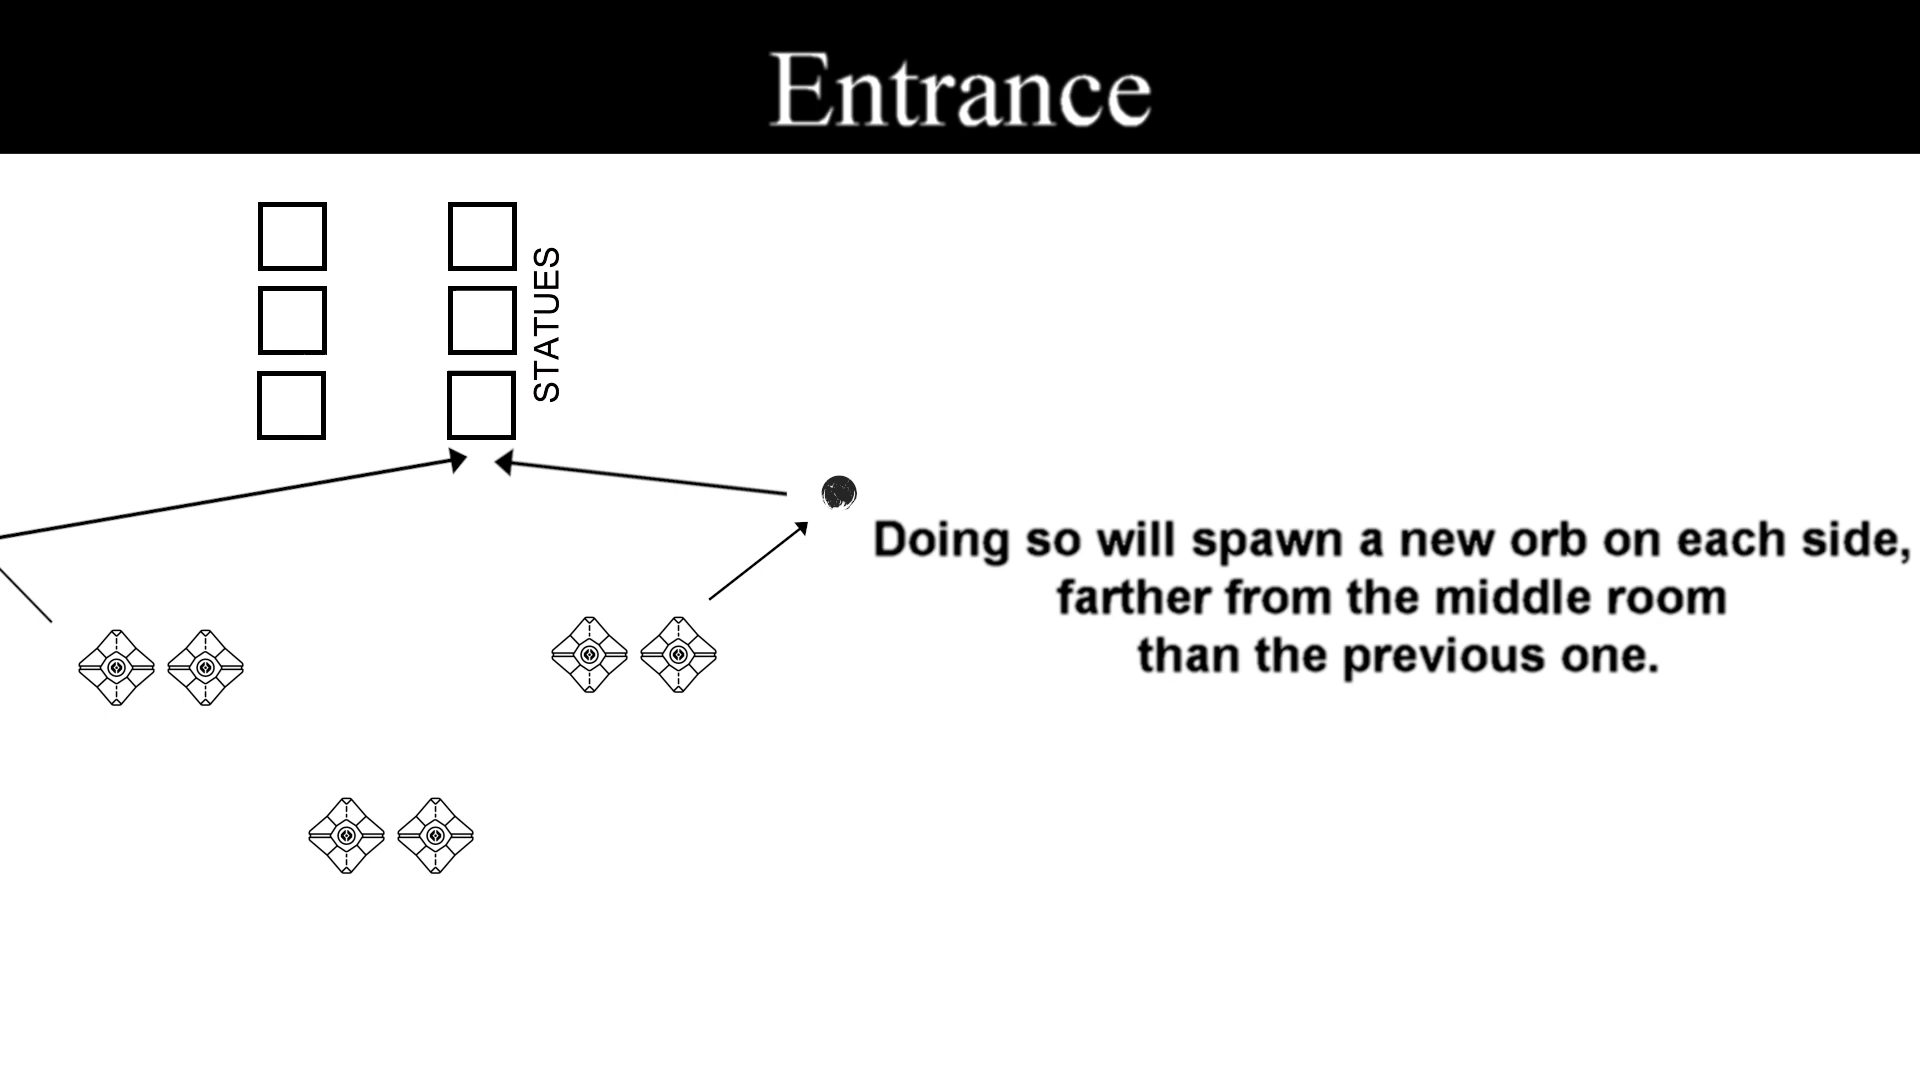 Entrance
STATUES
Doing so will spawn a new orb on each side,
farther from the middle room
than the previous one.